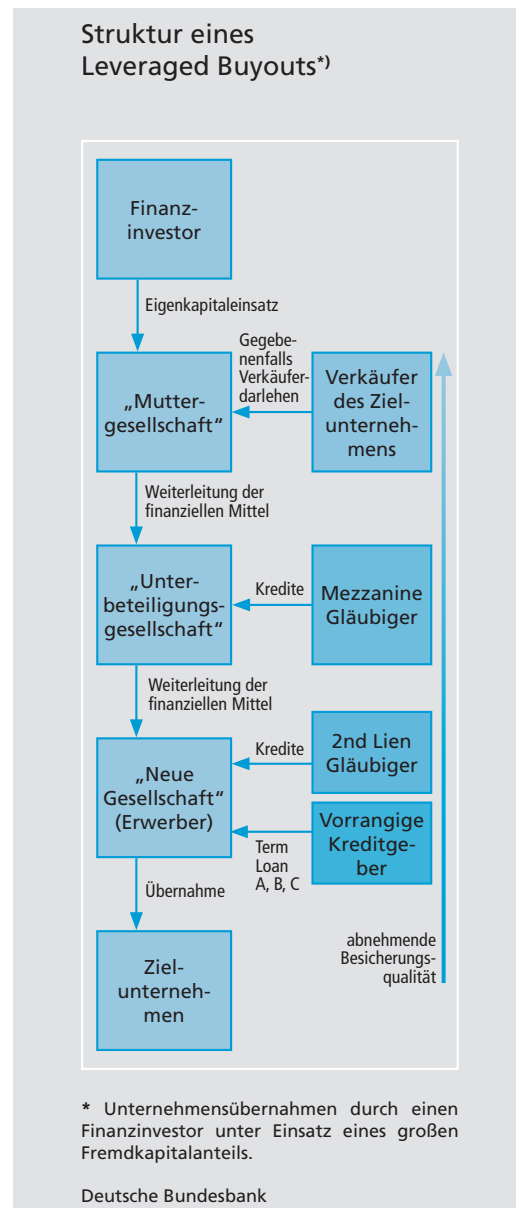 Struktur eines
Leveraged Buyouts*)
Finanz-
investor
Eigenkapitaleinsatz
Gegebe-
nenfalls
Verkäufer-
darlehen
„Mutter-
gesellschaft“
Verkäufer
des Ziel-
unterneh-
mens
Weiterleitung der
finanziellen Mittel
„Unter-
beteiligungs-
gesellschaft“
Kredite
Mezzanine
Gläubiger
Weiterleitung der
finanziellen Mittel
„Neue
Gesellschaft“
(Erwerber)
Kredite
2nd Lien
Gläubiger
Term
Loan
A, B, C
Vorrangige
Kreditge-
ber
Übernahme
abnehmende
Besicherungs-
qualität
Ziel-
unterneh-
men
* Unternehmensübernahmen durch einen
Finanzinvestor unter Einsatz eines großen
Fremdkapitalanteils.
Deutsche Bundesbank